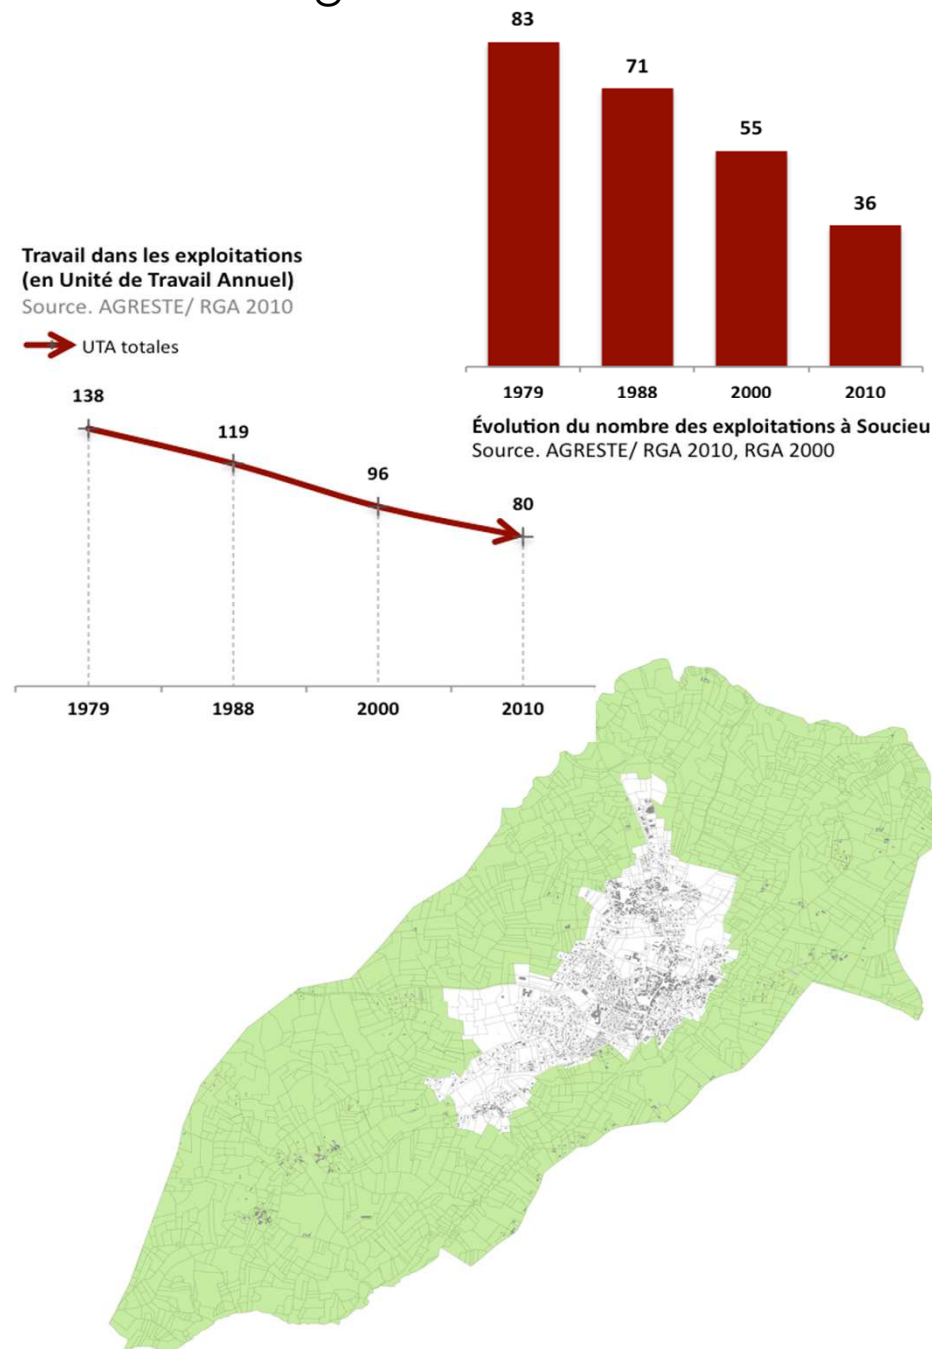 83
71
55
36
1979 1988 2000 2010
Évolution du nombre des exploitations à Soucieu
Source. AGRESTE/ RGA 2010, RGA 2000
Travail dans les exploitations
(en Unité de Travail Annuel)
Source. AGRESTE/ RGA 2010
UTA totales
138
119
96
80
1979 1988 2000 2010